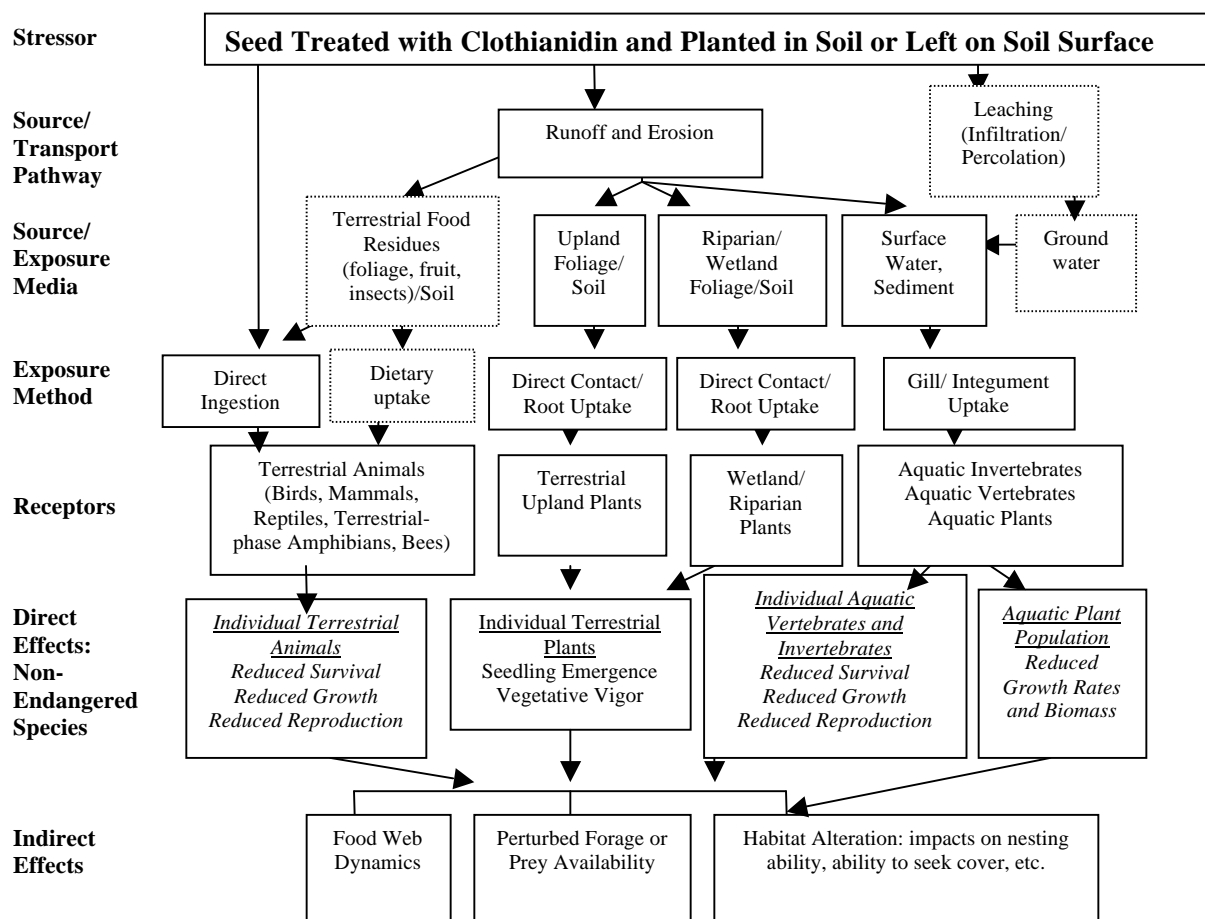 Stressor
Seed Treated with Clothianidin and Planted in Soil or Left on Soil Surface
Source/
Transport
Pathway
Runoff and Erosion
Leaching
(Infiltration/
Percolation)
Source/
Exposure
Media
Terrestrial Food
Residues
(foliage, fruit,
insects)/Soil
Upland
Foliage/
Soil
Riparian/
Wetland
Foliage/Soil
Surface
Water,
Sediment
Ground
water
Exposure
Method
Direct
Ingestion
Dietary
uptake
Direct Contact/
Root Uptake
Direct Contact/
Root Uptake
Gill/ Integument
Uptake
Receptors
Terrestrial Animals
(Birds, Mammals,
Reptiles, Terrestrial-
phase Amphibians, Bees)
Terrestrial
Upland Plants
Wetland/
Riparian
Plants
Aquatic Invertebrates
Aquatic Vertebrates
Aquatic Plants
Direct
Effects:
Non-
Endangered
Species
Individual Terrestrial
Animals
Reduced Survival
Reduced Growth
Reduced Reproduction
Individual Terrestrial
Plants
Seedling Emergence
Vegetative Vigor
Individual Aquatic
Vertebrates and
Invertebrates
Reduced Survival
Reduced Growth
Reduced Reproduction
Aquatic Plant
Population
Reduced
Growth Rates
and Biomass
Indirect
Effects
Food Web
Dynamics
Perturbed Forage or
Prey Availability
Habitat Alteration: impacts on nesting
ability, ability to seek cover, etc.